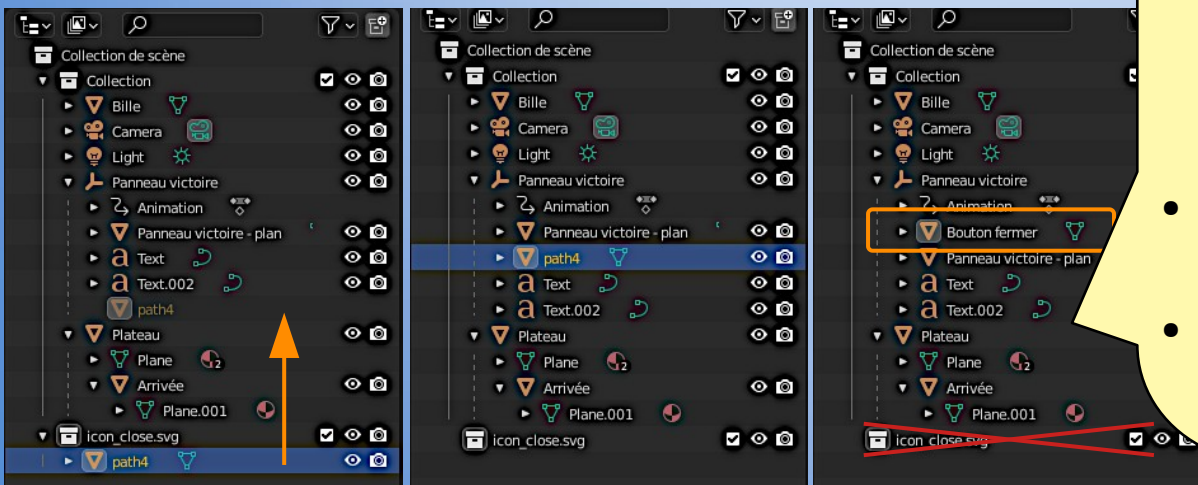 Collection de scène
Collection
Bille
Camera
Light
Panneau victoire
Animation
Panneau victoire - plan
Text
Text.002
path4
Plateau
Plane 2
Arrivée
Plane.001
icon_close.svg
path4
Collection de scène
Collection
Bille
Camera
Light
Panneau victoire
Animation
Panneau victoire - plan
path4
Text
Text.002
Plateau
Plane 2
Arrivée
Plane.001
icon_close.svg
Collection de scène
Collection
Bille
Camera
Light
Panneau victoire
Animation
Bouton fermer
Panneau victoire - plan
Text
Text.002
Plateau
Plane 2
Arrivée
Plane.001
icon_close.svg